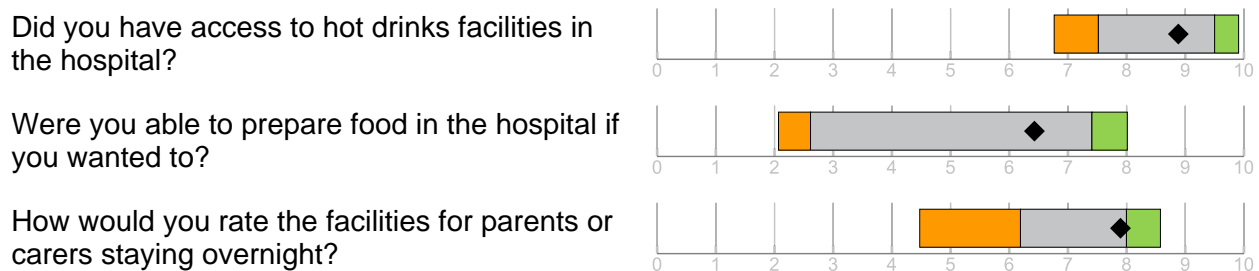 Did you have access to hot drinks facilities in
the hospital?
0 1 2 3 4 5 6 7 8 9 10
Were you able to prepare food in the hospital if
you wanted to?
0 1 2 3 4 5 6 7 8 9 10
How would you rate the facilities for parents or
carers staying overnight?
0 1 2 3 4 5 6 7 8 9 10